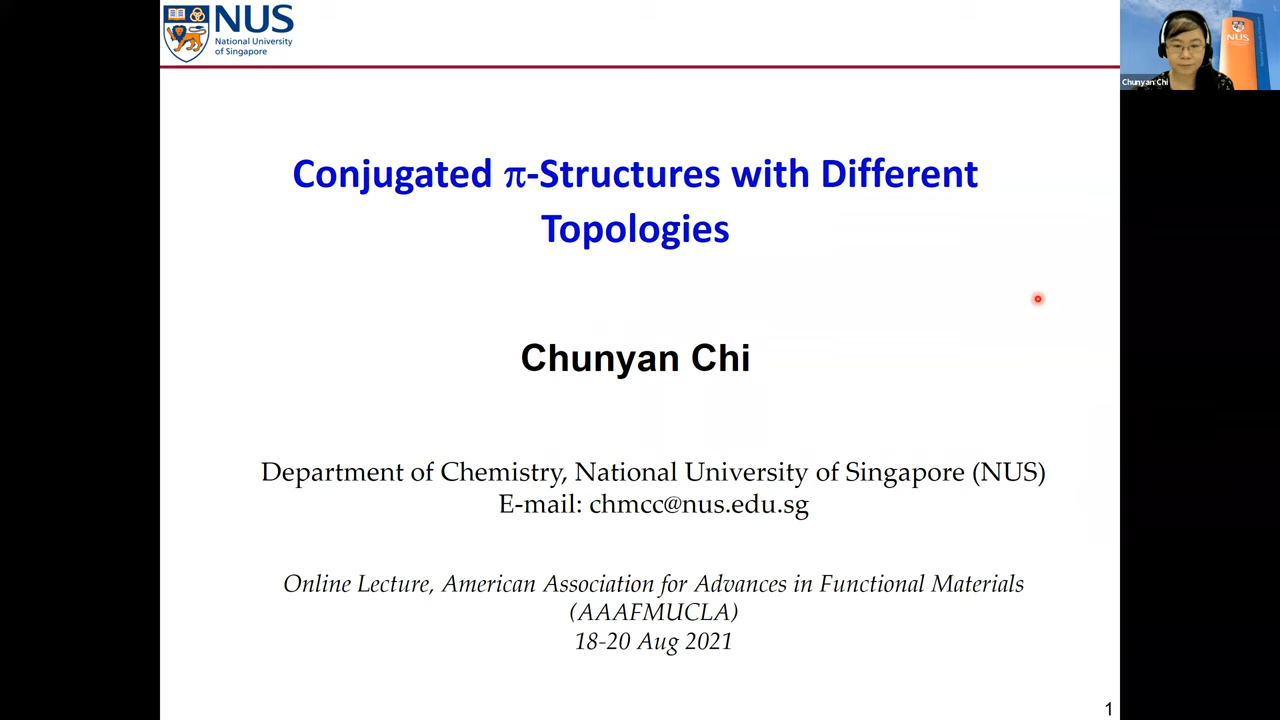 NUS
National University
of Singapore
NUS
Chunyan Chi
Conjugated π-Structures with Different
Topologies
Chunyan Chi
Department of Chemistry, National University of Singapore (NUS)
E-mail: chmcc@nus.edu.sg
Online Lecture, American Association for Advances in Functional Materials
(AAAFMUCLA)
18-20 Aug 2021
1